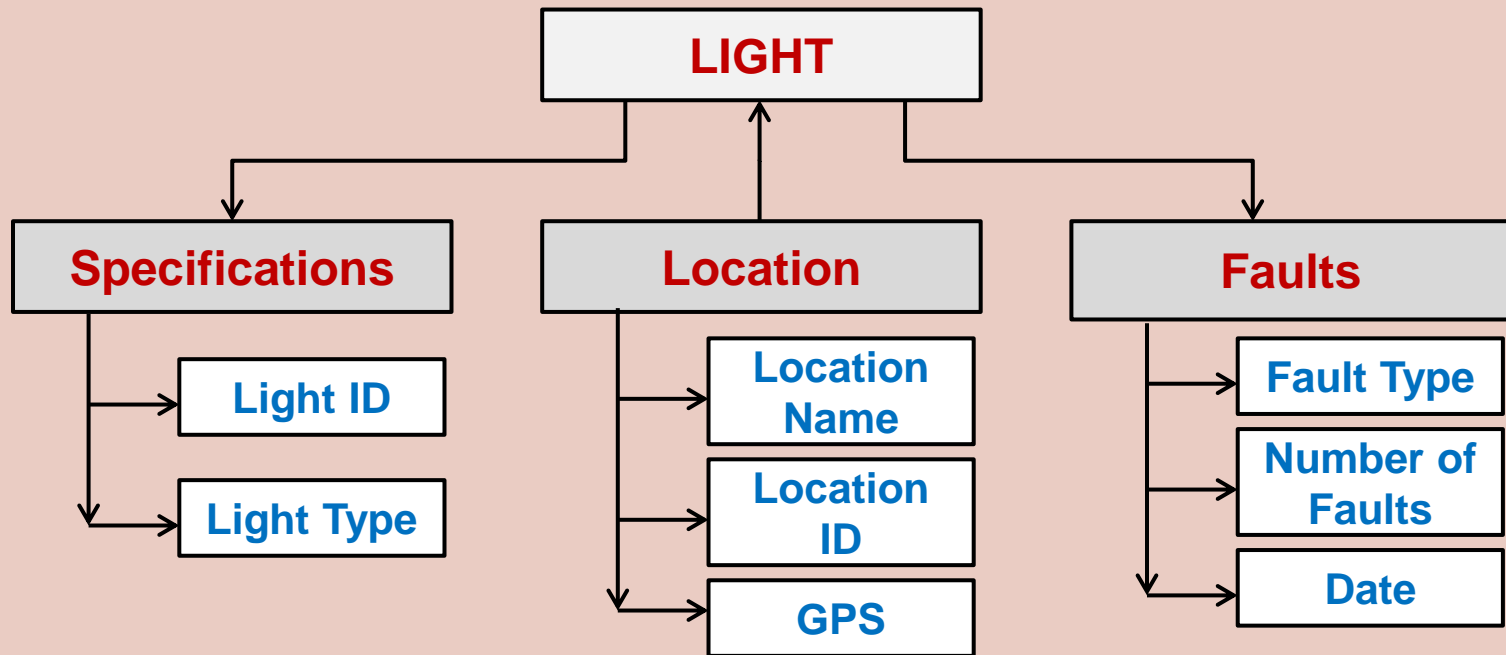 LIGHT
Specifications
Light ID
Light Type
Location
Location
Name
Location
ID
GPS
Faults
Fault Type
Number of
Faults
Date